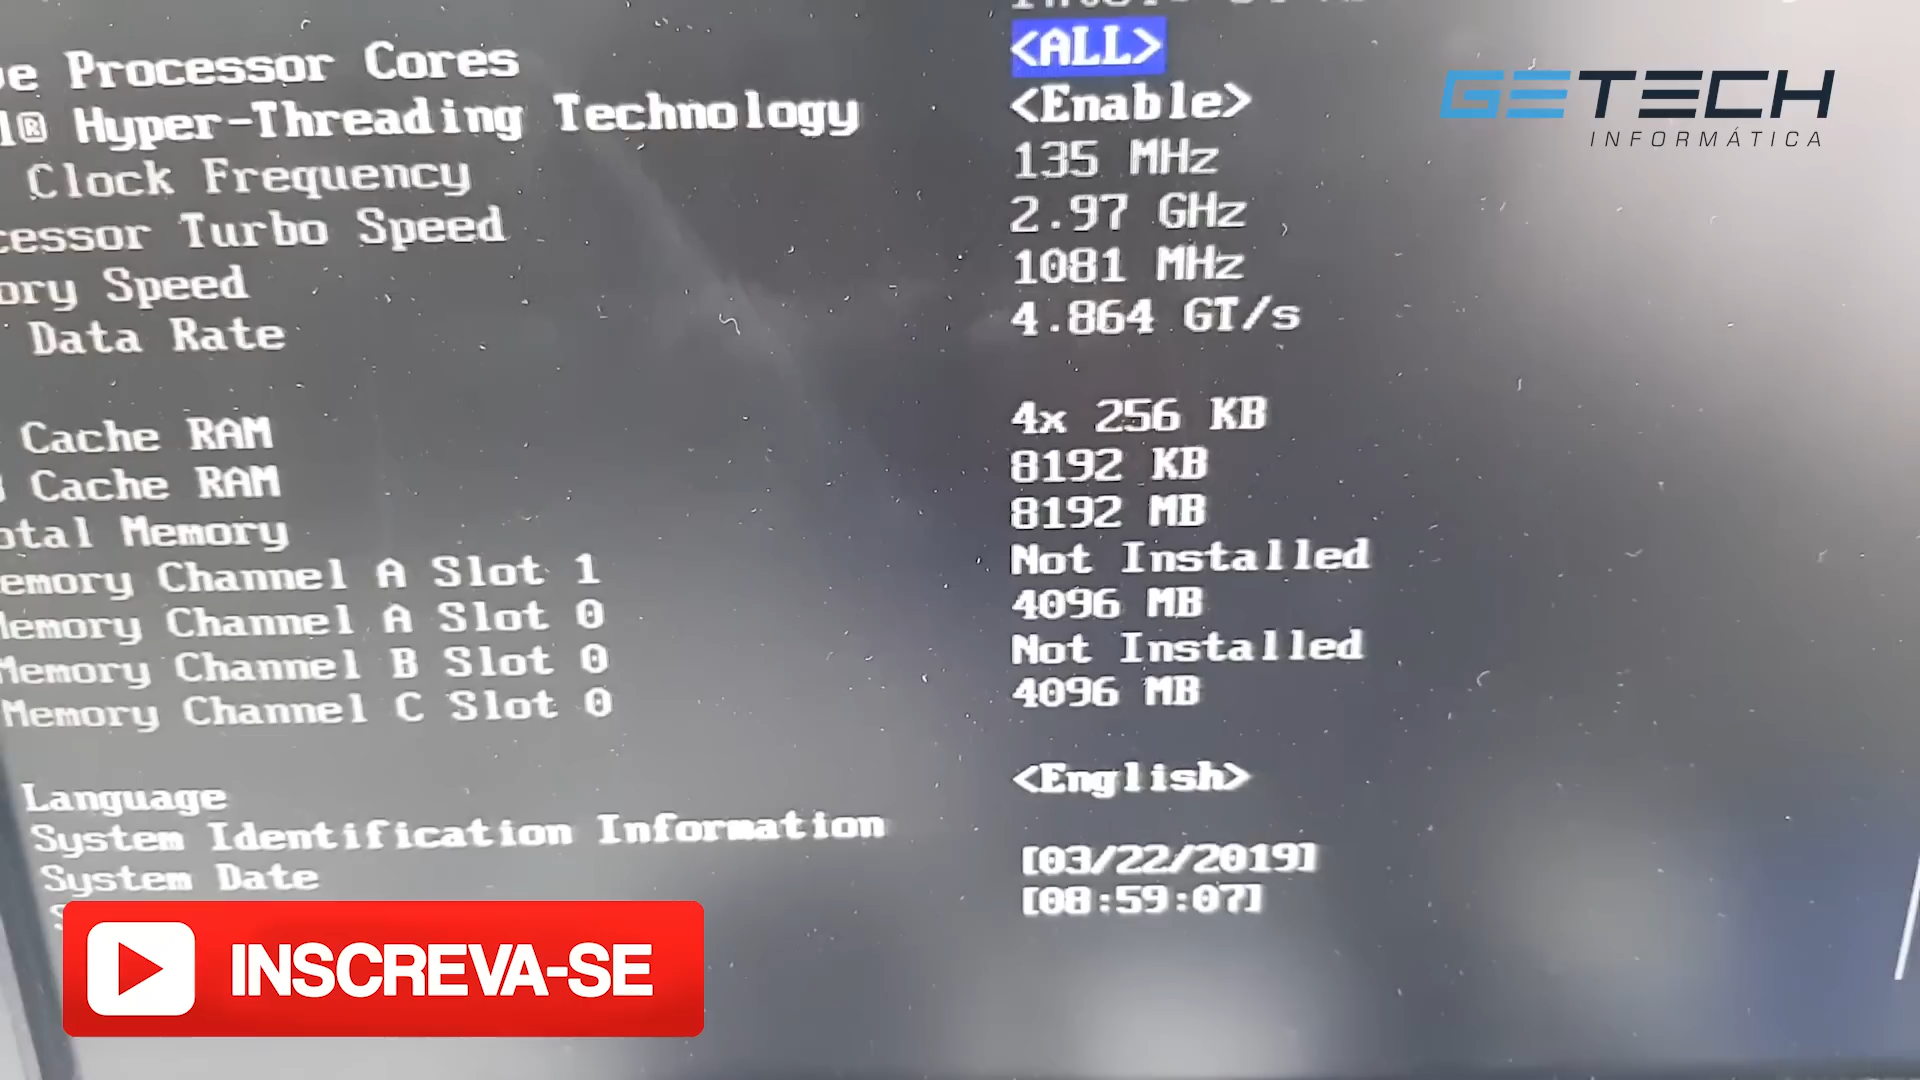 Processor Cores <ALL>
® Hyper-Threading Technology <Enable>
Clock Frequency 135 MHz
Turbo Speed 2.97 GHz
Speed 1081 MHz
Data Rate 4.864 GT/s
Cache RAM 4x 256 KB
Cache RAM 8192 KB
otal Memory 8192 MB
emory Channel A Slot 1 Not Installed
Memory Channel A Slot 0 4096 MB
Memory Channel B Slot 0 Not Installed
Memory Channel C Slot 0 4096 MB
Language <English>
System Identification Information
System Date [03/22/2019]
[08:59:07]
GETECH
INFORMÁTICA
INSCREVA-SE